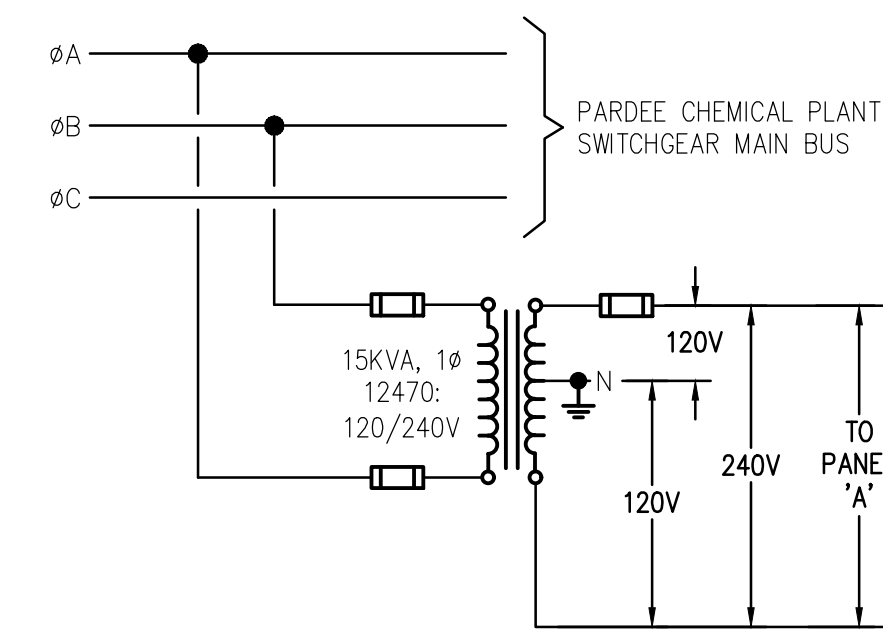 øA
øB
øC
PARDEE CHEMICAL PLANT
SWITCHGEAR MAIN BUS
15KVA, 1ø
12470:
120/240V
N
120V
120V
240V
TO
PANE
'A'